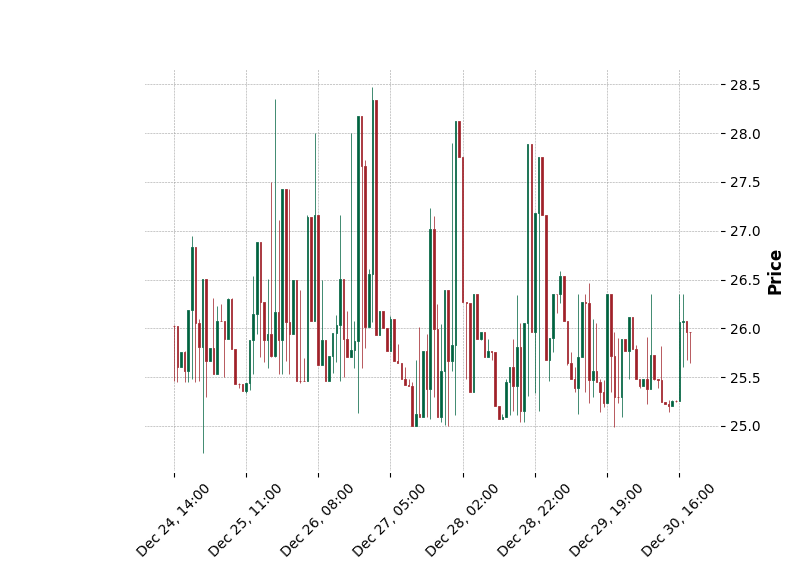 28.5
28.0
27.5
27.0
26.5
26.0
25.5
25.0
Price
Dec 24, 14:00
Dec 25, 11:00
Dec 26, 08:00
Dec 27, 05:00
Dec 28, 02:00
Dec 28, 22:00
Dec 29, 19:00
Dec 30, 16:00